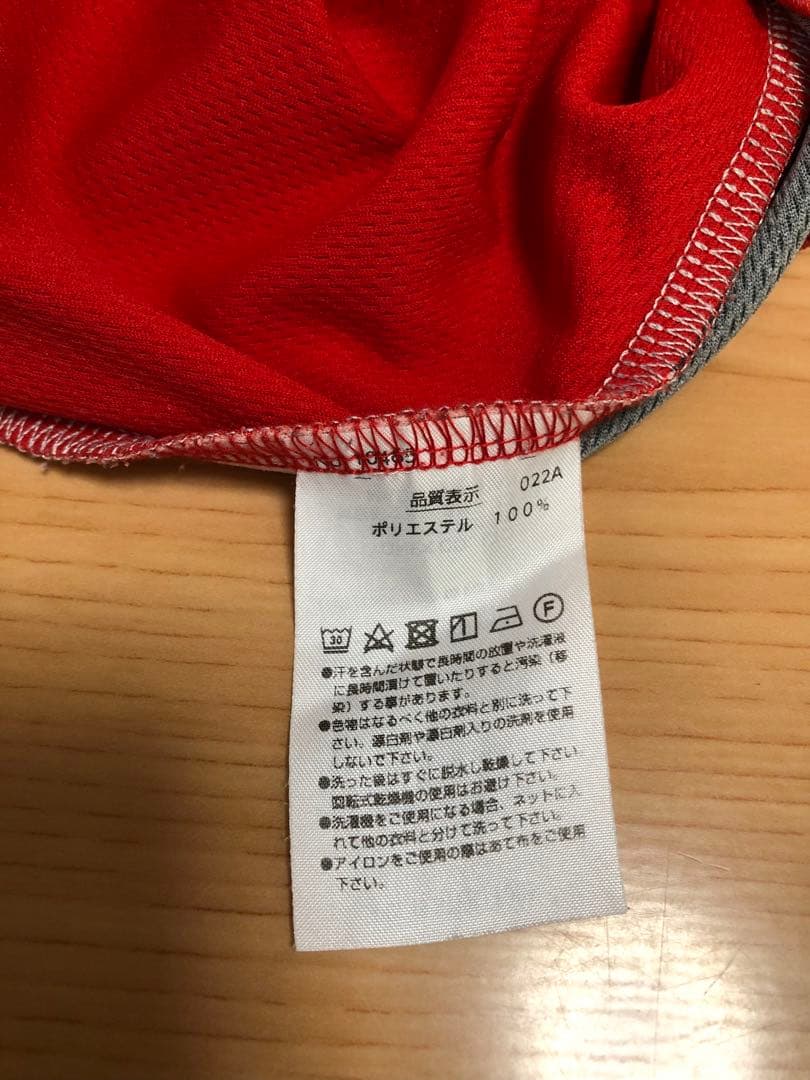 品質表示 022A
ポリエステル 100%
30 F
●汗を含んだ状態で長時間の放置や洗濯液
に長時間漬けて置いたりすると汚染(移
染)する事があります。
●色物はなるべく他の衣料と別に洗って下
さい。漂白剤や漂白剤入りの洗剤を使用
しないで下さい。
●洗った後はすぐに脱水し乾燥して下さい
回転式乾燥機の使用はお避け下さい。
●洗濯機をご使用になる場合、ネットに入
れて他の衣料と分けて洗って下さい。
●アイロンをご使用の際はあて布をご使用
下さい。